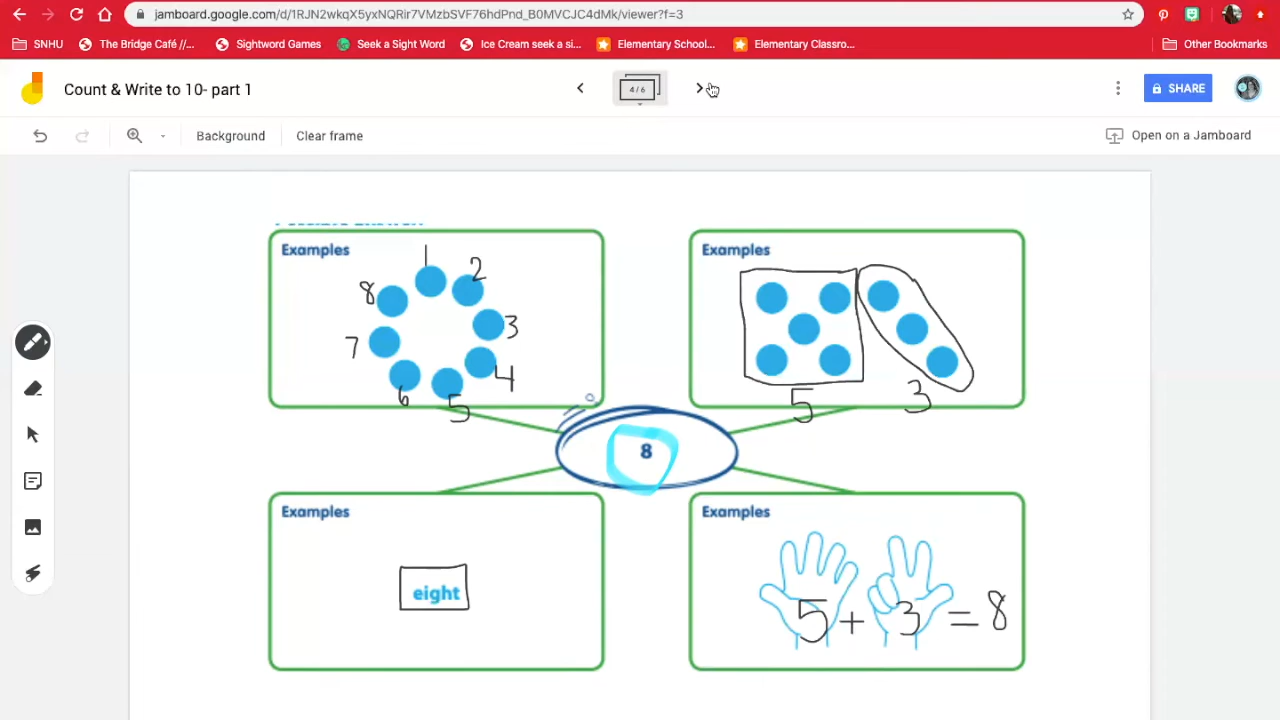 jamboard.google.com/d/1RJN2wkqX5yxNQRir7VMzbSVF76hdPnd_B0MVCJC4dMk/viewer?f=3
SNHU The Bridge Café //... Sightword Games Seek a Sight Word Ice Cream seek a si... Elementary School... Elementary Classro... Other Bookmarks
Count & Write to 10- part 1 4/6 SHARE
Background Clear frame Open on a Jamboard
Examples
1
2
3
4
5
6
7
8
Examples
5 3
8
Examples
eight
Examples
5 + 3 = 8